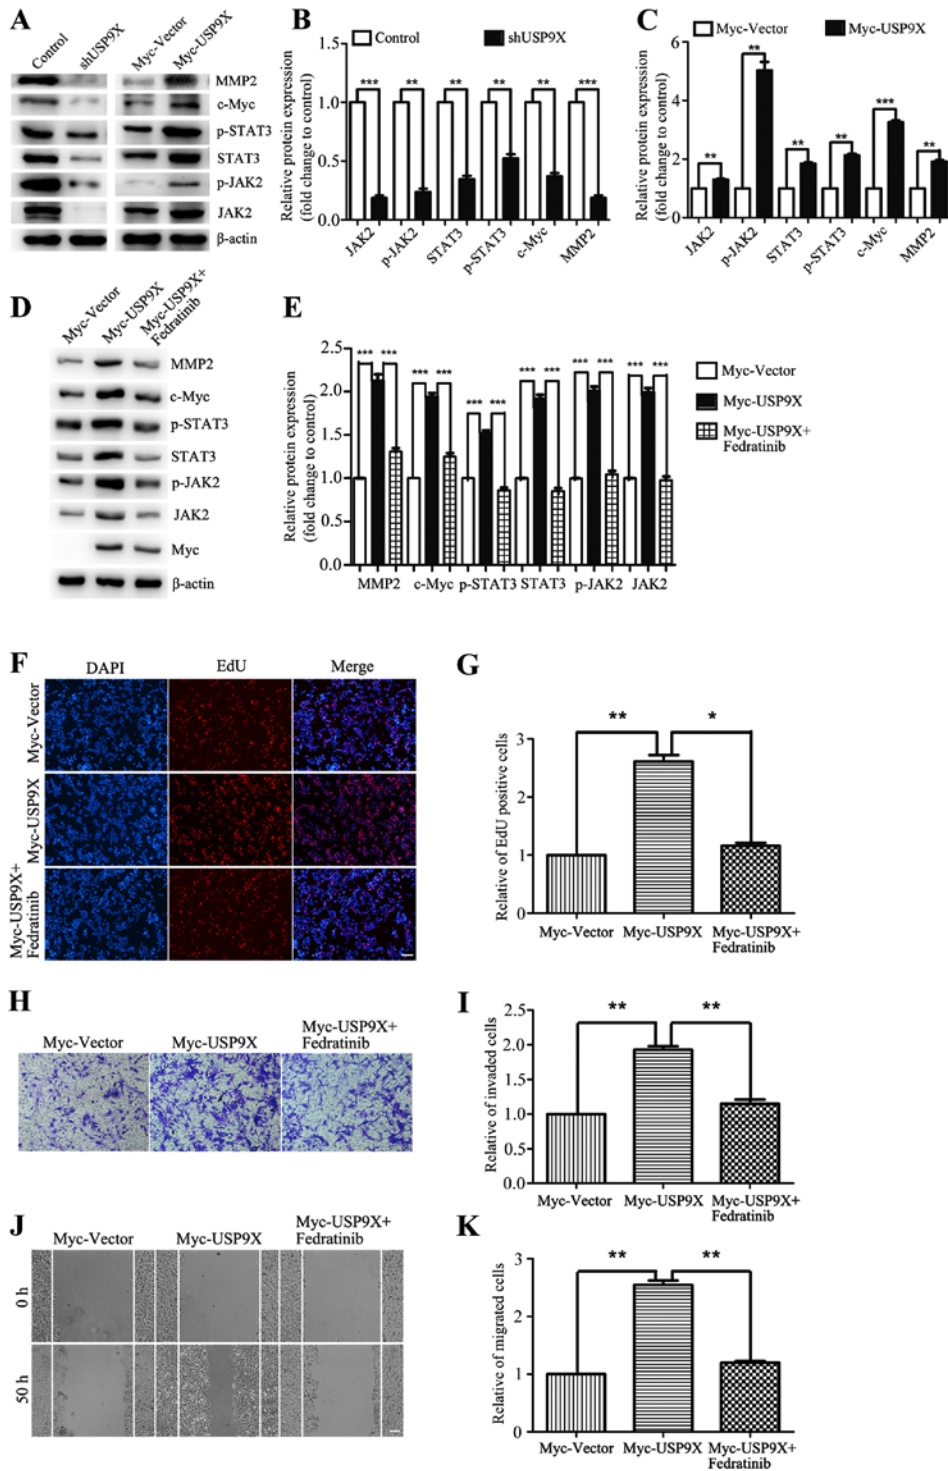 A
Control
shUSP9X
Myc-Vector
Myc-USP9X
MMP2
c-Myc
p-STAT3
STAT3
p-JAK2
JAK2
β-actin
B
Control
shUSP9X
Relative protein expression
(fold change to control)
1.5
1.0
0.5
0.0
***
**
**
**
**
***
JAK2
p-JAK2
STAT3
p-STAT3
c-Myc
MMP2
C
Myc-Vector
Myc-USP9X
Relative protein expression
(fold change to control)
6
4
2
0
**
**
**
**
***
**
JAK2
p-JAK2
STAT3
p-STAT3
c-Myc
MMP2
D
Myc-Vector
Myc-USP9X
Myc-USP9X+
Fedratinib
MMP2
c-Myc
p-STAT3
STAT3
p-JAK2
JAK2
Myc
β-actin
E
Relative protein expression
(fold change to control)
2.5
2.0
1.5
1.0
0.5
0.0
*** ***
*** ***
*** ***
*** ***
*** ***
*** ***
MMP2
c-Myc
p-STAT3
STAT3
p-JAK2
JAK2
Myc-Vector
Myc-USP9X
Myc-USP9X+
Fedratinib
F
DAPI
EdU
Merge
Myc-Vector
Myc-USP9X
Myc-USP9X+
Fedratinib
G
Relative of EdU positive cells
3
2
1
0
**
*
Myc-Vector
Myc-USP9X
Myc-USP9X+
Fedratinib
H
Myc-Vector
Myc-USP9X
Myc-USP9X+
Fedratinib
I
Relative of invaded cells
2.5
2.0
1.5
1.0
0.5
0.0
**
**
Myc-Vector
Myc-USP9X
Myc-USP9X+
Fedratinib
J
Myc-Vector
Myc-USP9X
Myc-USP9X+
Fedratinib
0 h
50 h
K
Relative of migrated cells
3
2
1
0
**
**
Myc-Vector
Myc-USP9X
Myc-USP9X+
Fedratinib